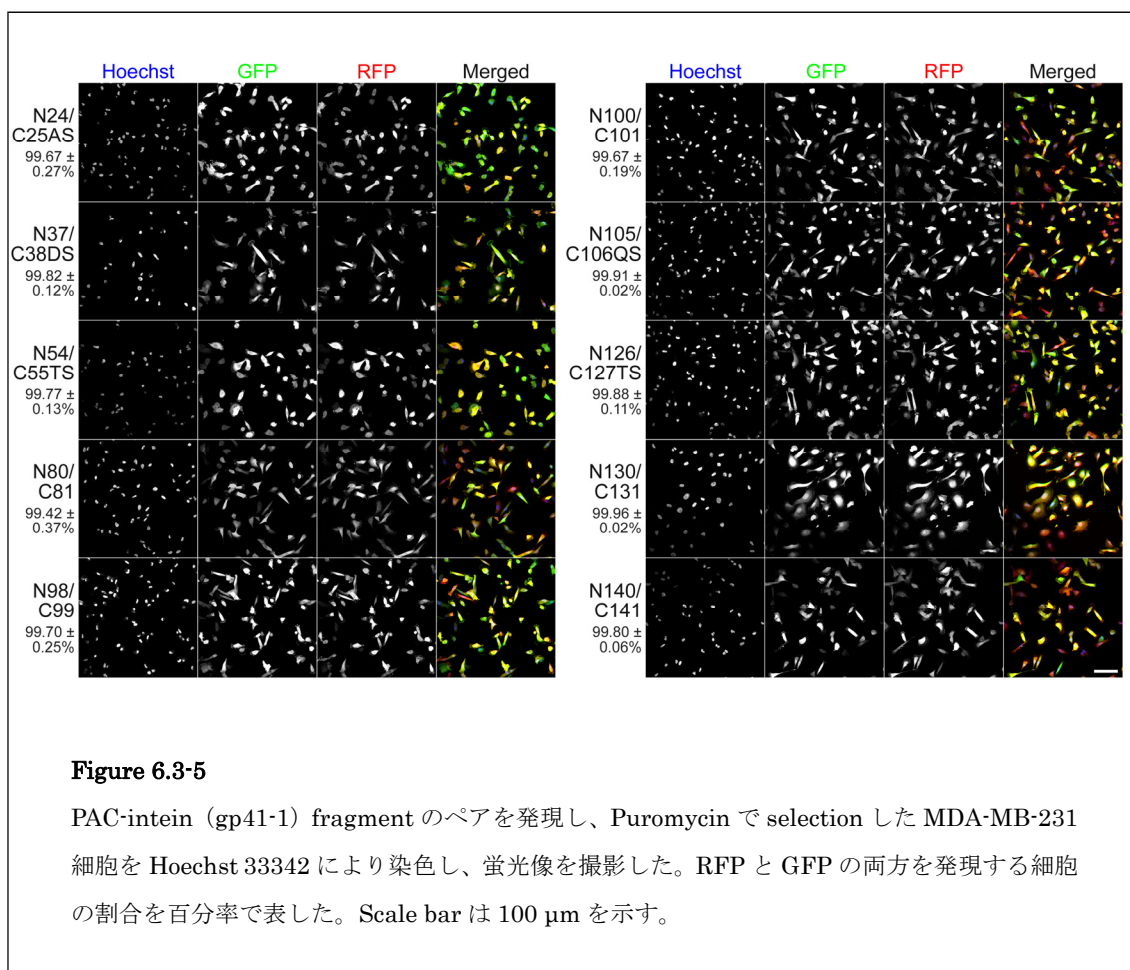 Hoechst GFP RFP Merged
N24/
C25AS
99.67 ±
0.27%
N37/
C38DS
99.82 ±
0.12%
N54/
C55TS
99.77 ±
0.13%
N80/
C81
99.42 ±
0.37%
N98/
C99
99.70 ±
0.25%
Hoechst GFP RFP Merged
N100/
C101
99.67 ±
0.19%
N105/
C106QS
99.91 ±
0.02%
N126/
C127TS
99.88 ±
0.11%
N130/
C131
99.96 ±
0.02%
N140/
C141
99.80 ±
0.06%
Figure 6.3-5
PAC-intein（gp41-1）fragment のペアを発現し、Puromycin で selection した MDA-MB-231
細胞を Hoechst 33342 により染色し、蛍光像を撮影した。RFP と GFP の両方を発現する細胞
の割合を百分率で表した。Scale bar は 100 µm を示す。